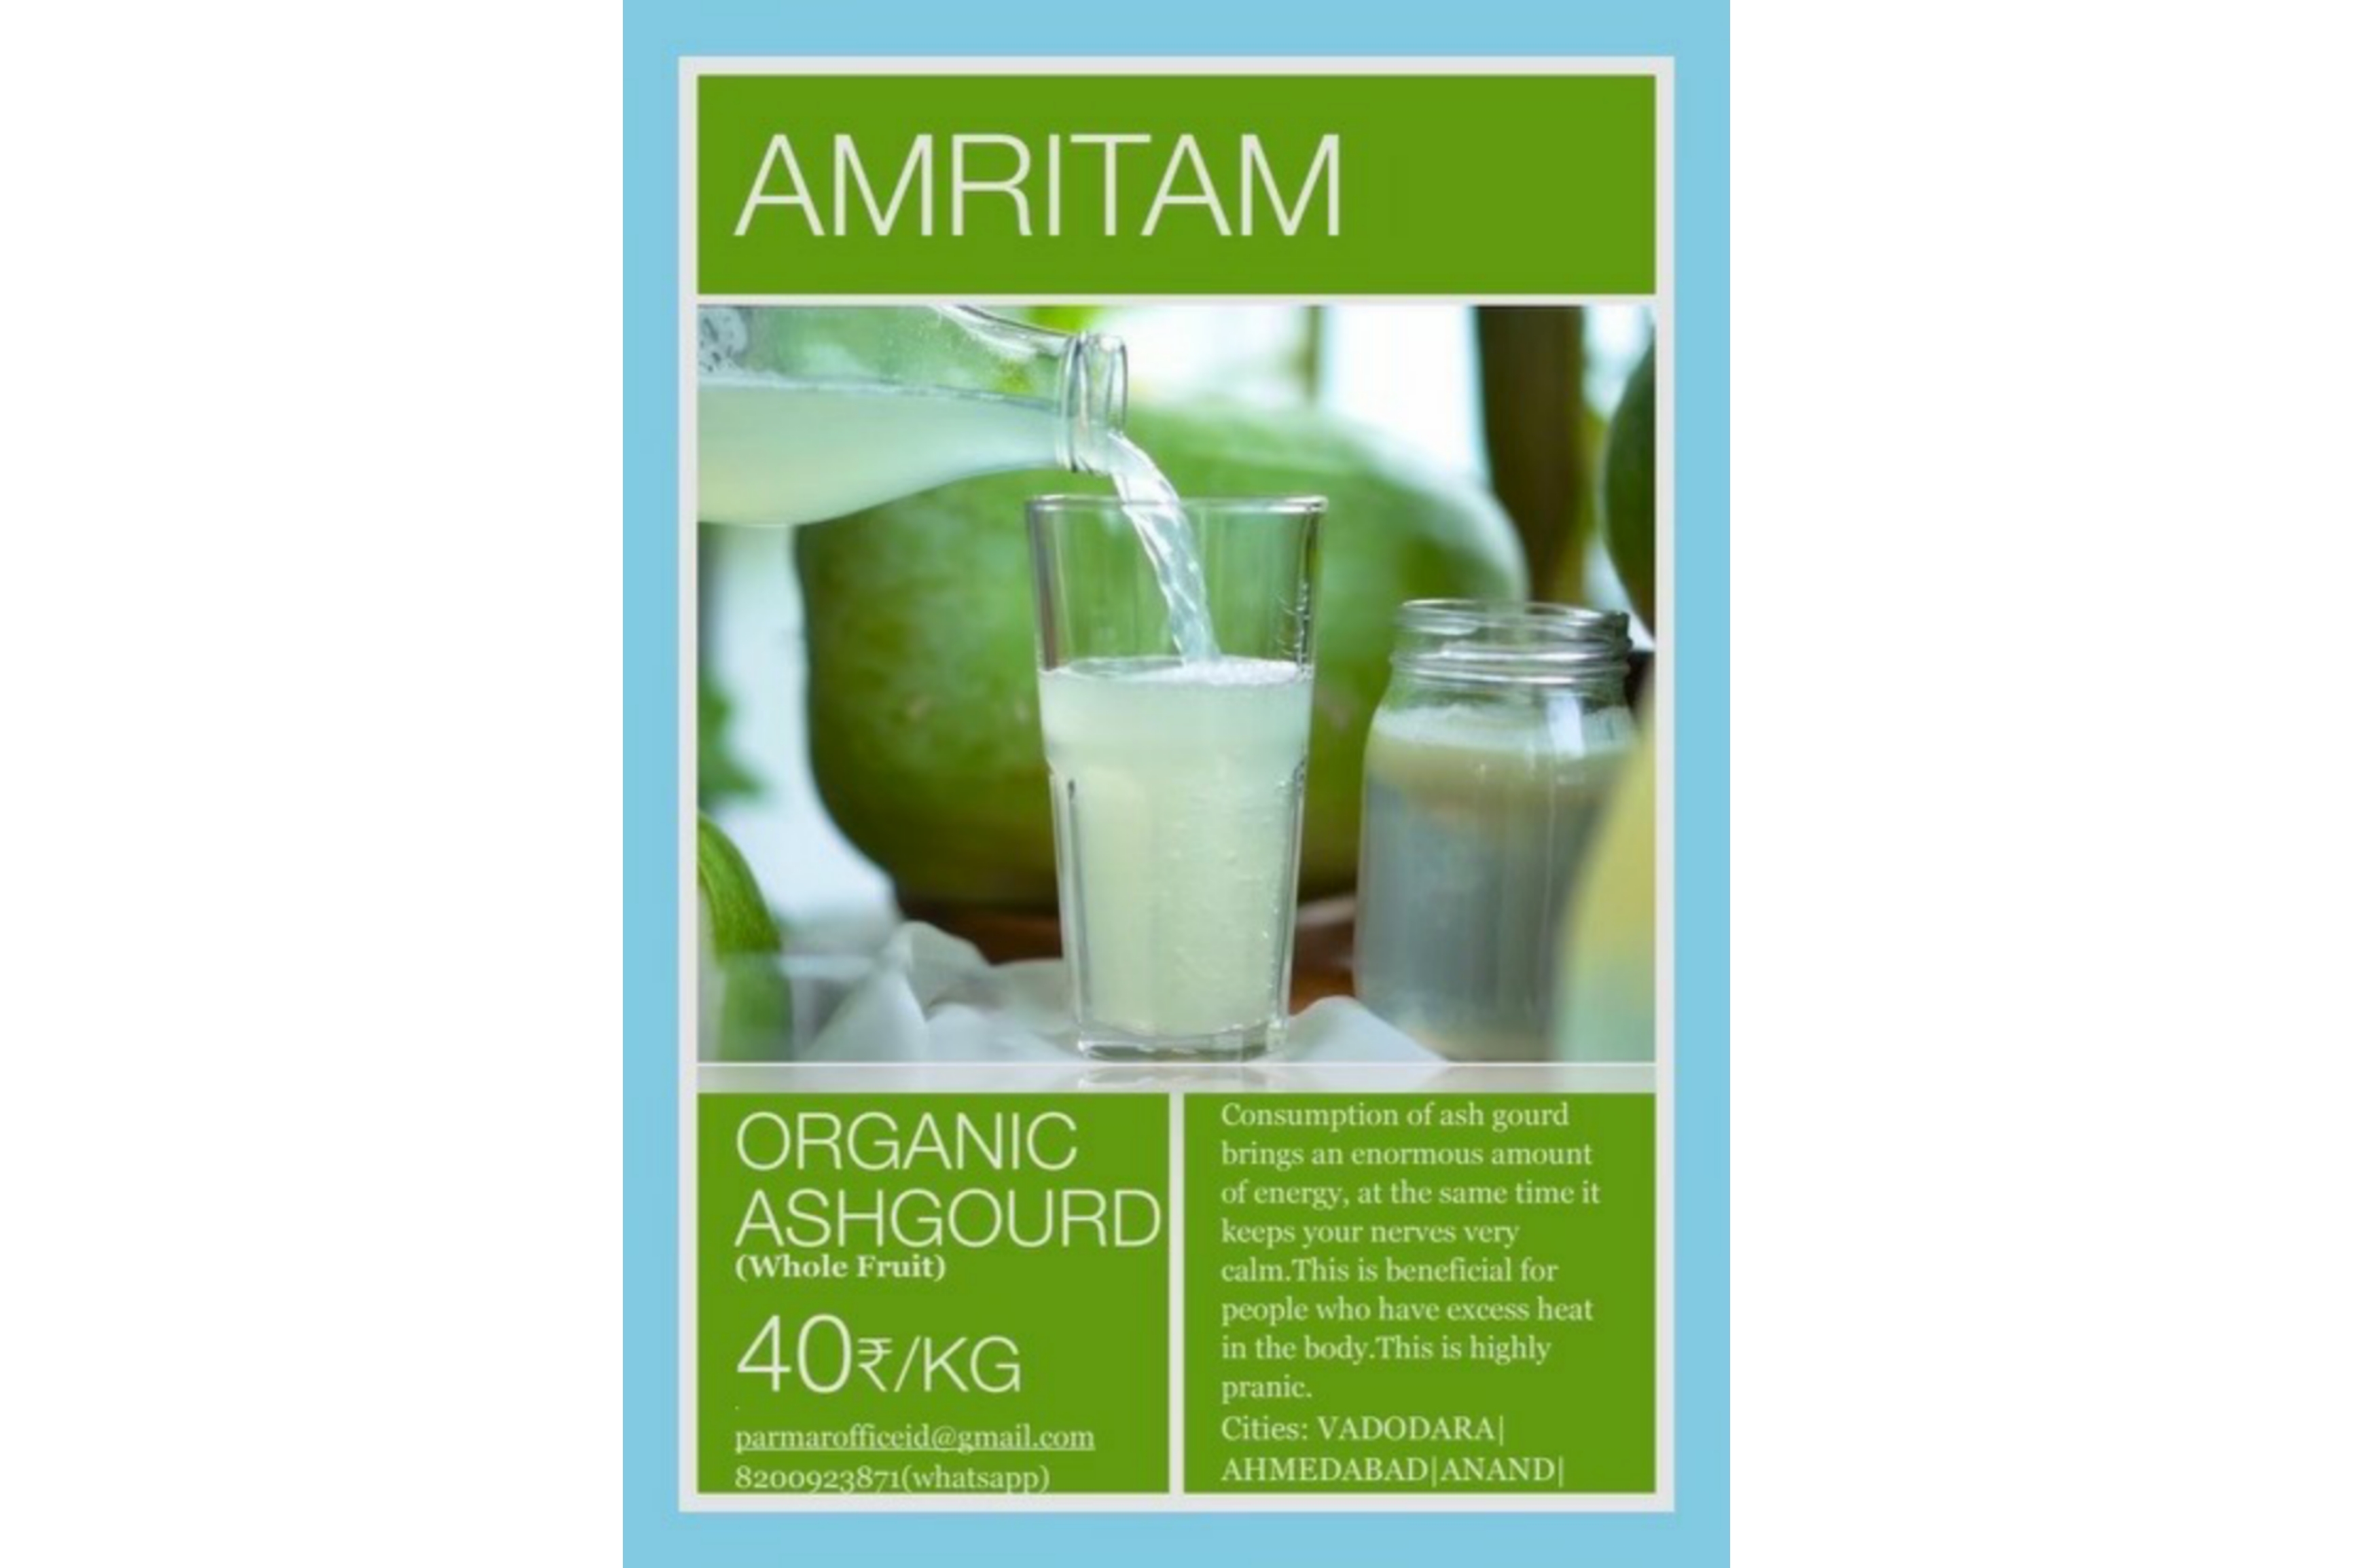 AMRITAM
ORGANIC
ASHGOURD
(Whole Fruit)
40₹/KG
.
parmarofficeid@gmail.com
8200923871(whatsapp)
Consumption of ash gourd
brings an enormous amount
of energy, at the same time it
keeps your nerves very
calm.This is beneficial for
people who have excess heat
in the body.This is highly
pranic.
Cities: VADODARA|
AHMEDABAD|ANAND|